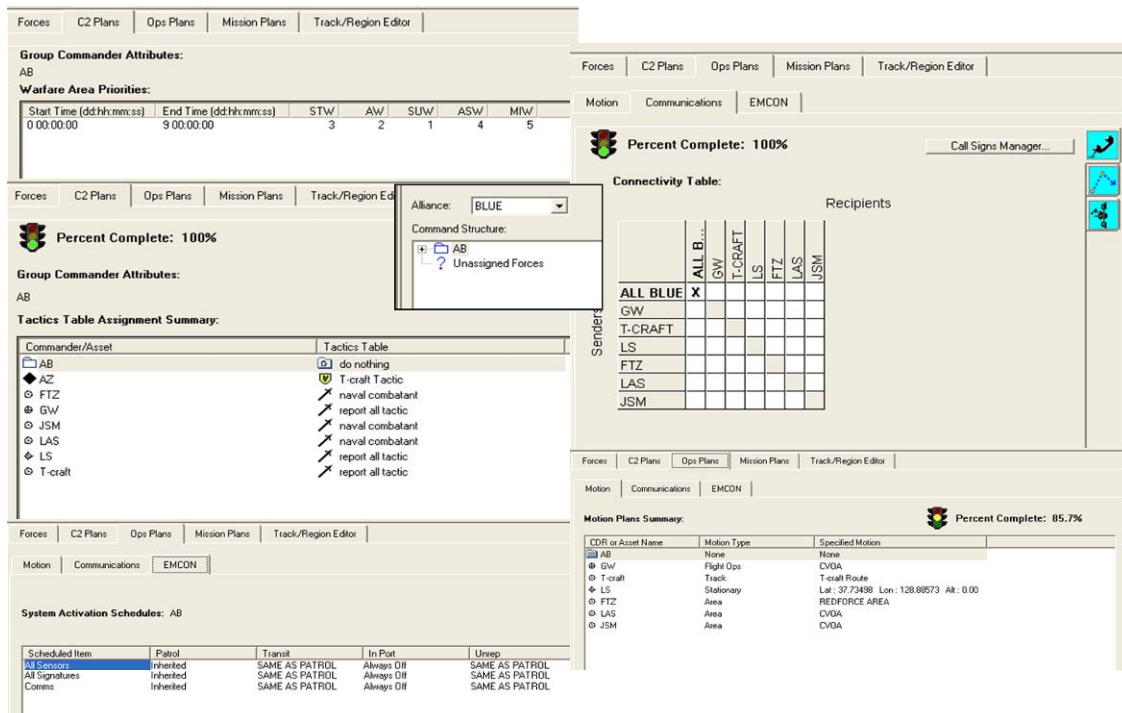 Forces C2 Plans Ops Plans Mission Plans Track/Region Editor
Group Commander Attributes:
AB
Warfare Area Priorities:
Start Time (dd:hh:mm:ss) End Time (dd:hh:mm:ss) STW AW SUW ASW MIW
0 00:00:00 9 00:00:00 3 2 1 4 5
Forces C2 Plans Ops Plans Mission Plans Track/Region Ed
Percent Complete: 100%
Group Commander Attributes:
AB
Tactics Table Assignment Summary:
Commander/Asset Tactics Table
AB do nothing
AZ T-craft Tactic
FTZ naval combatant
GW report all tactic
JSM naval combatant
LAS naval combatant
LS report all tactic
T-craft report all tactic
Alliance: BLUE
Command Structure:
AB
? Unassigned Forces
Forces C2 Plans Ops Plans Mission Plans Track/Region Editor
Motion Communications EMCON
System Activation Schedules: AB
Scheduled Item Patrol Transit In Port Unrep
All Sensors Inherited SAME AS PATROL Always Off SAME AS PATROL
All Signatures Inherited SAME AS PATROL Always Off SAME AS PATROL
Comms Inherited SAME AS PATROL Always Off SAME AS PATROL
Forces C2 Plans Ops Plans Mission Plans Track/Region Editor
Motion Communications EMCON
Percent Complete: 100% Call Signs Manager...
Connectivity Table:
Recipients
ALL B... GW T-CRAFT LS FTZ LAS JSM
Senders
ALL BLUE X
GW
T-CRAFT
LS
FTZ
LAS
JSM
Forces C2 Plans Ops Plans Mission Plans Track/Region Editor
Motion Communications EMCON
Motion Plans Summary: Percent Complete: 85.7%
CDR or Asset Name Motion Type Specified Motion
AB None None
GW Flight Ops CVOA
T-craft Track T-craft Route
LS Stationary Lat : 37.73498 Lon : 128.88573 Alt : 0.00
FTZ Area REDFORCE AREA
LAS Area CVOA
JSM Area CVOA